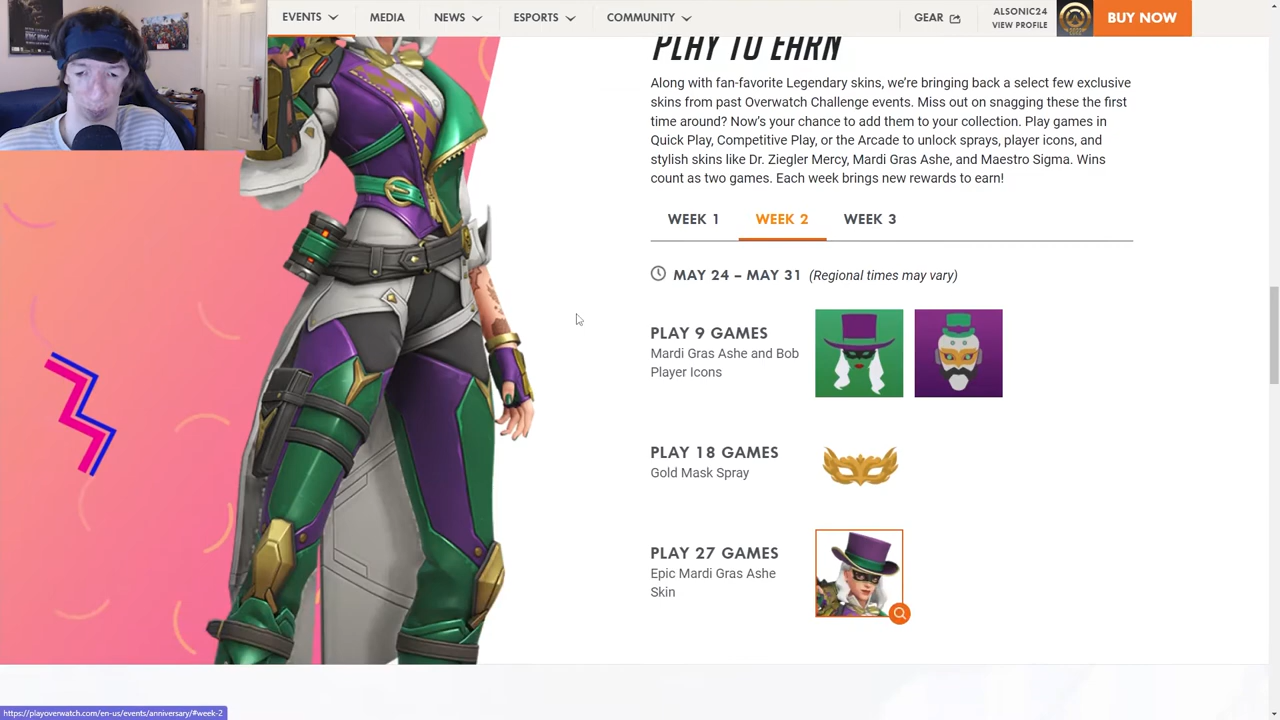 EVENTS
MEDIA
NEWS
ESPORTS
COMMUNITY
GEAR
ALSONIC24
VIEW PROFILE
BUY NOW
PLAY TO EARN
Along with fan-favorite Legendary skins, we're bringing back a select few exclusive
skins from past Overwatch Challenge events. Miss out on snagging these the first
time around? Now's your chance to add them to your collection. Play games in
Quick Play, Competitive Play, or the Arcade to unlock sprays, player icons, and
stylish skins like Dr. Ziegler Mercy, Mardi Gras Ashe, and Maestro Sigma. Wins
count as two games. Each week brings new rewards to earn!
WEEK 1
WEEK 2
WEEK 3
MAY 24 – MAY 31 (Regional times may vary)
PLAY 9 GAMES
Mardi Gras Ashe and Bob
Player Icons
PLAY 18 GAMES
Gold Mask Spray
PLAY 27 GAMES
Epic Mardi Gras Ashe
Skin
https://playoverwatch.com/en-us/events/anniversary/#week-2